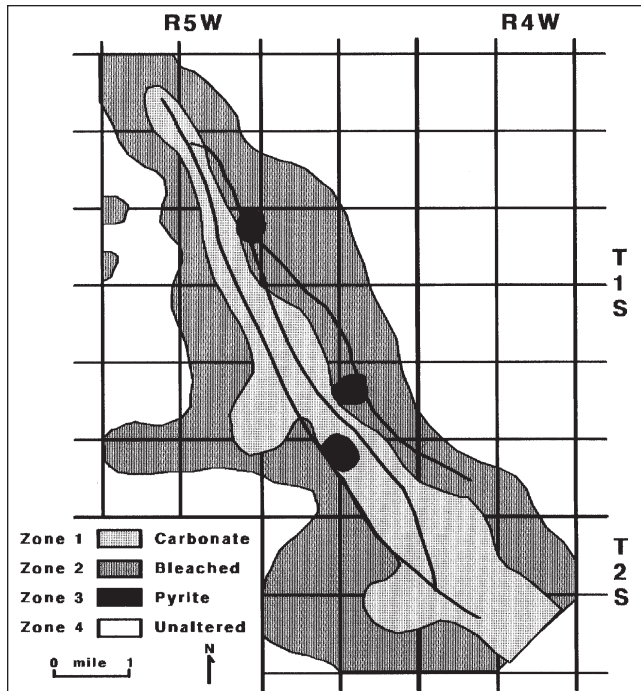 R5W R4W
T
1
S
T
2
S
Zone 1 Carbonate
Zone 2 Bleached
Zone 3 Pyrite
Zone 4 Unaltered
0 mile 1
N